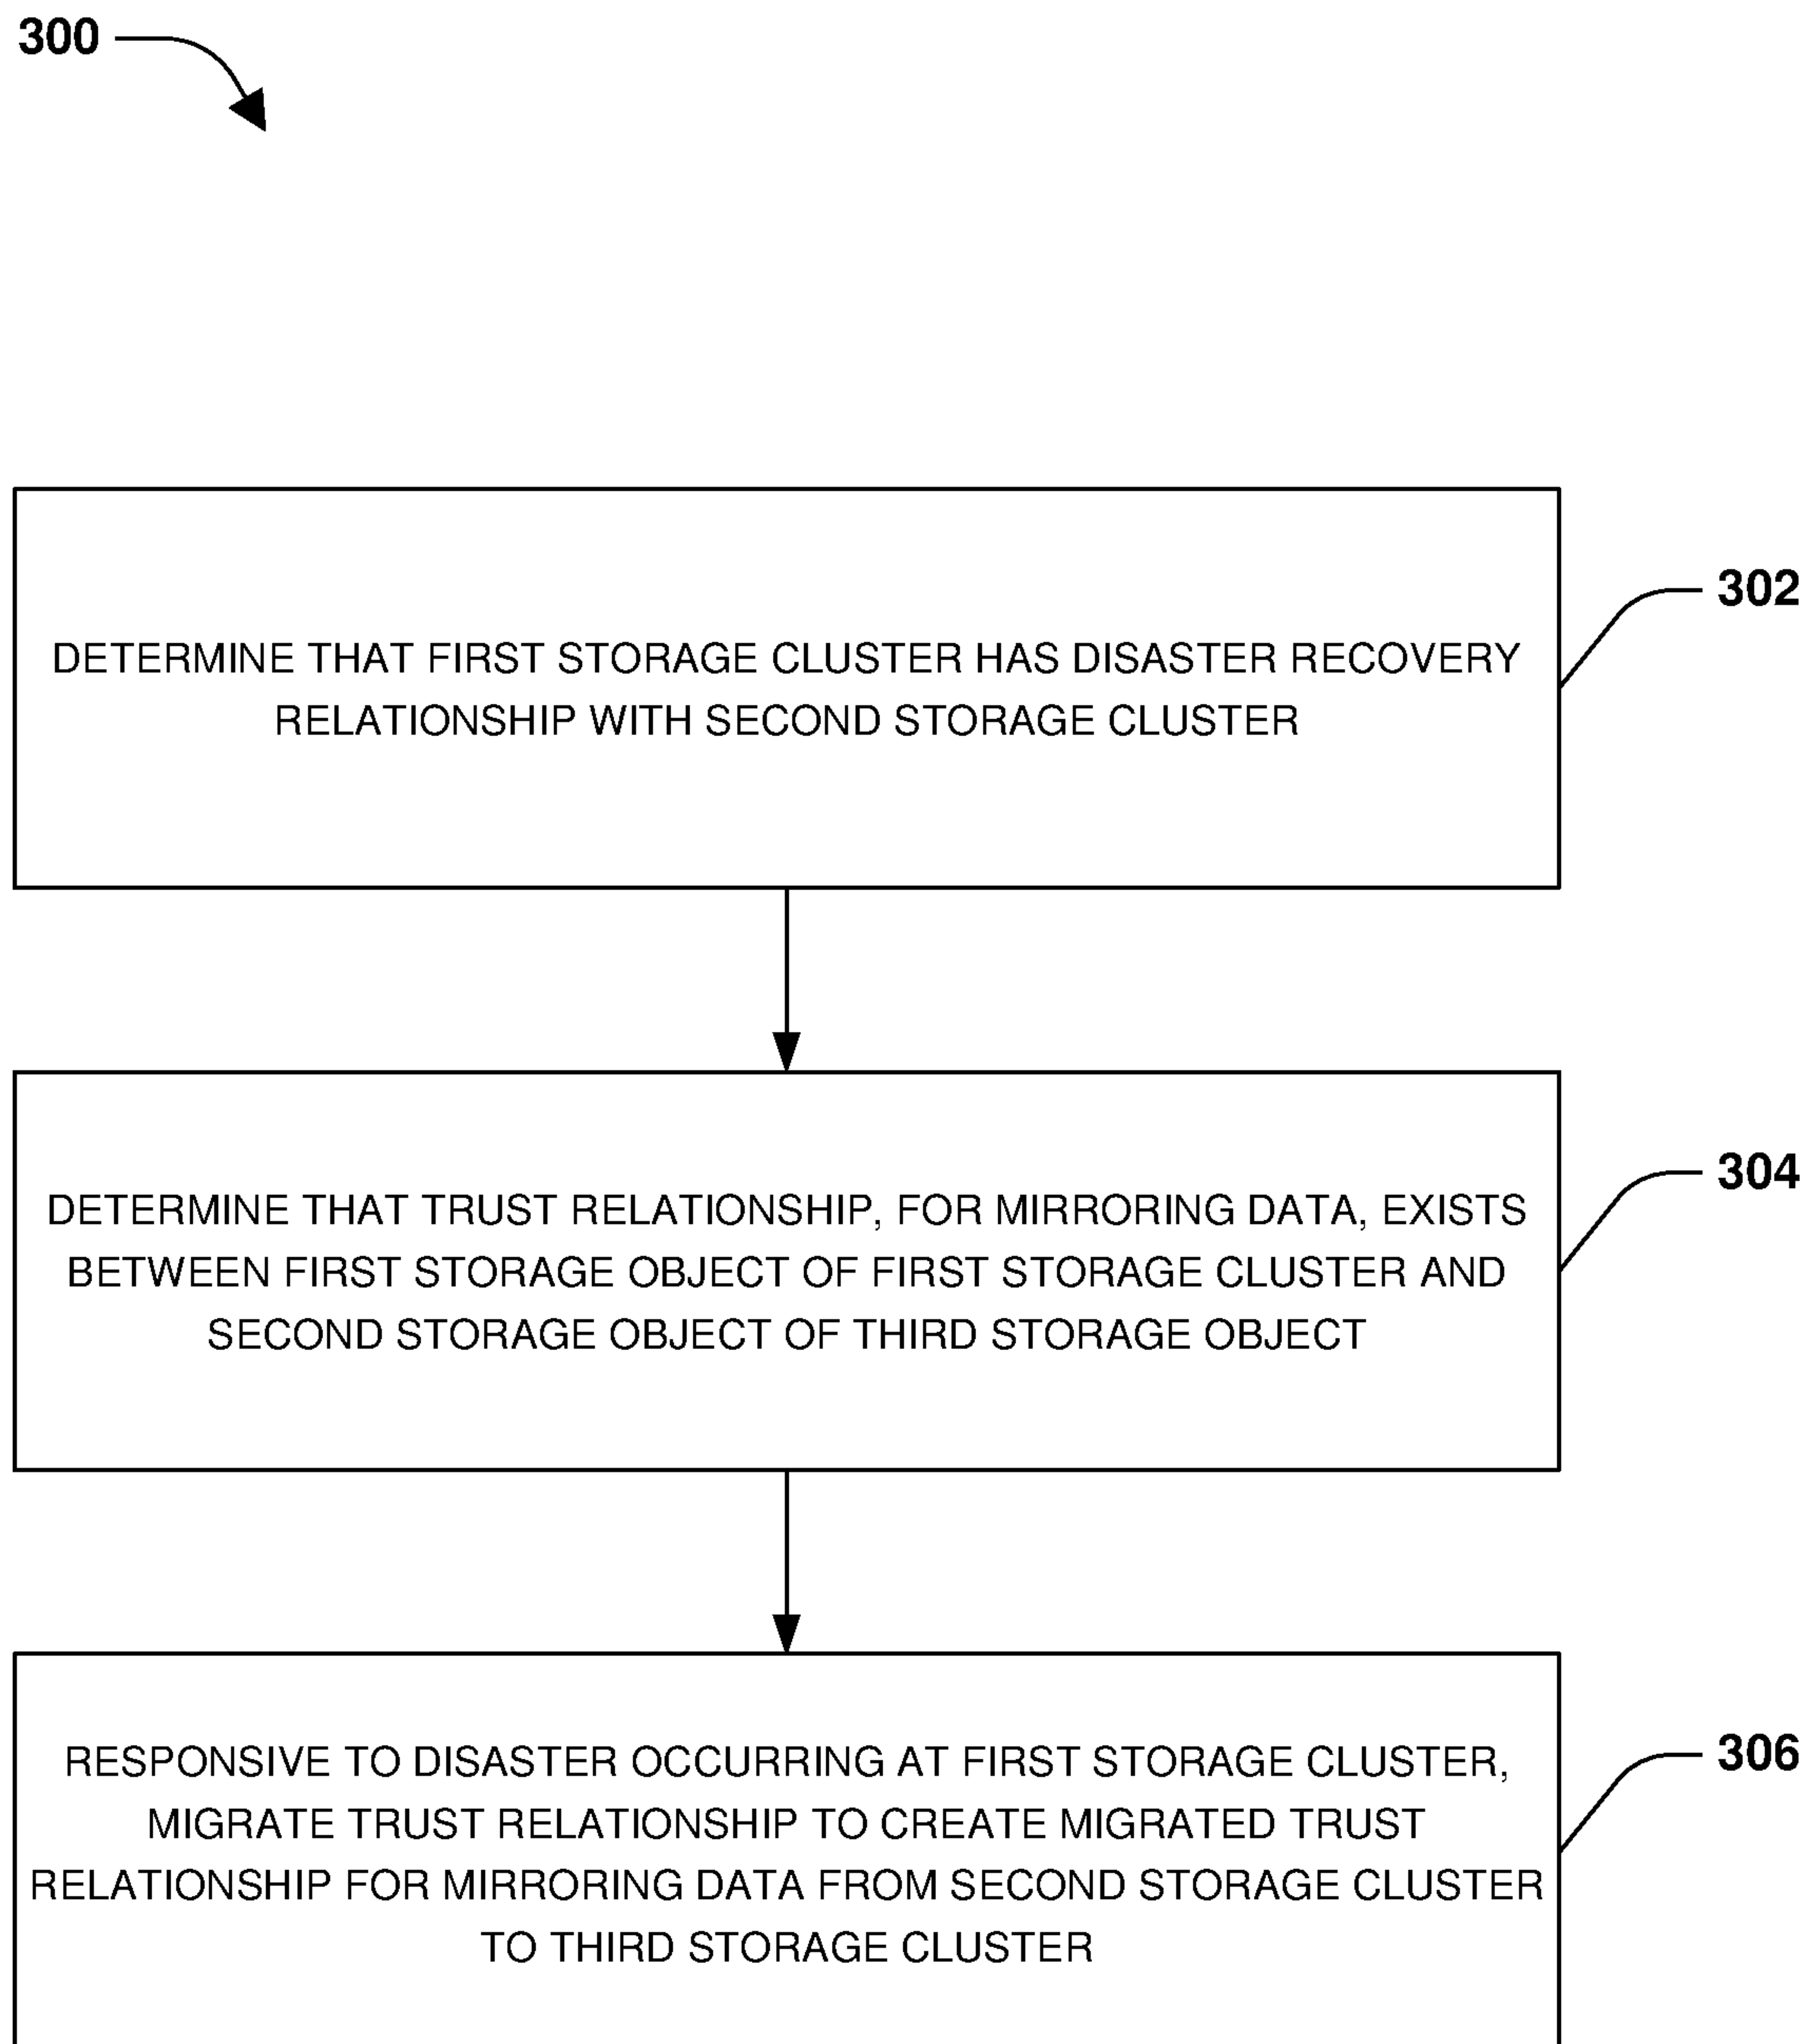 300
302
DETERMINE THAT FIRST STORAGE CLUSTER HAS DISASTER RECOVERY
RELATIONSHIP WITH SECOND STORAGE CLUSTER
304
DETERMINE THAT TRUST RELATIONSHIP, FOR MIRRORING DATA, EXISTS
BETWEEN FIRST STORAGE OBJECT OF FIRST STORAGE CLUSTER AND
SECOND STORAGE OBJECT OF THIRD STORAGE OBJECT
306
RESPONSIVE TO DISASTER OCCURRING AT FIRST STORAGE CLUSTER,
MIGRATE TRUST RELATIONSHIP TO CREATE MIGRATED TRUST
RELATIONSHIP FOR MIRRORING DATA FROM SECOND STORAGE CLUSTER
TO THIRD STORAGE CLUSTER